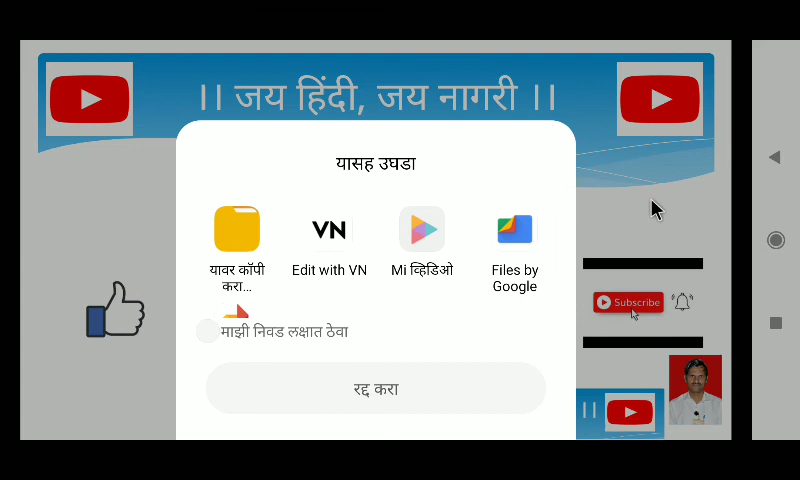 ।। जय हिंदी, जय नागरी ।।
यासह उघडा
यावर कॉपी करा...
VN
Edit with VN
Mi व्हिडिओ
Files by Google
Subscribe
माझी निवड लक्षात ठेवा
रद्द करा
।।